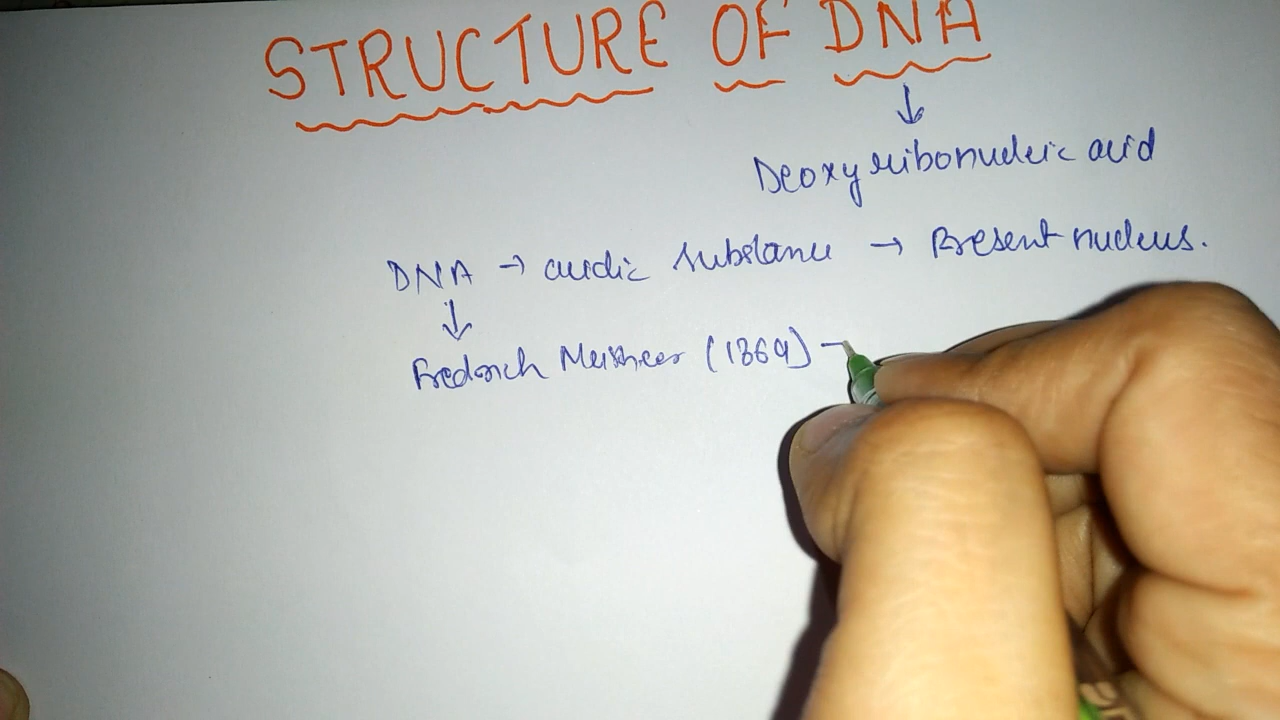 STRUCTURE OF DNA
↓
Deoxyribonucleic acid
DNA → acidic substance → Present nucleus.
↓
Fredrich Meishcer (1869) –